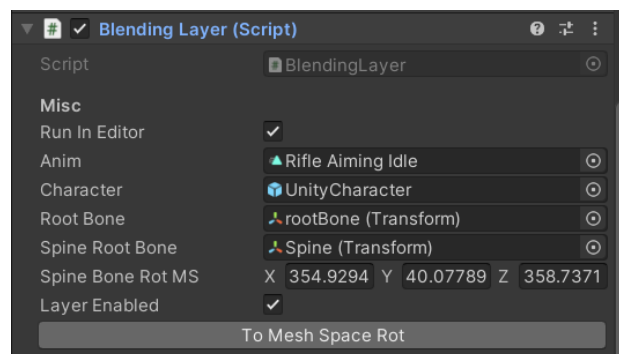 Blending Layer (Script)
Script BlendingLayer
Misc
Run In Editor
Anim Rifle Aiming Idle
Character UnityCharacter
Root Bone rootBone (Transform)
Spine Root Bone Spine (Transform)
Spine Bone Rot MS X 354.9294 Y 40.07789 Z 358.7371
Layer Enabled
To Mesh Space Rot